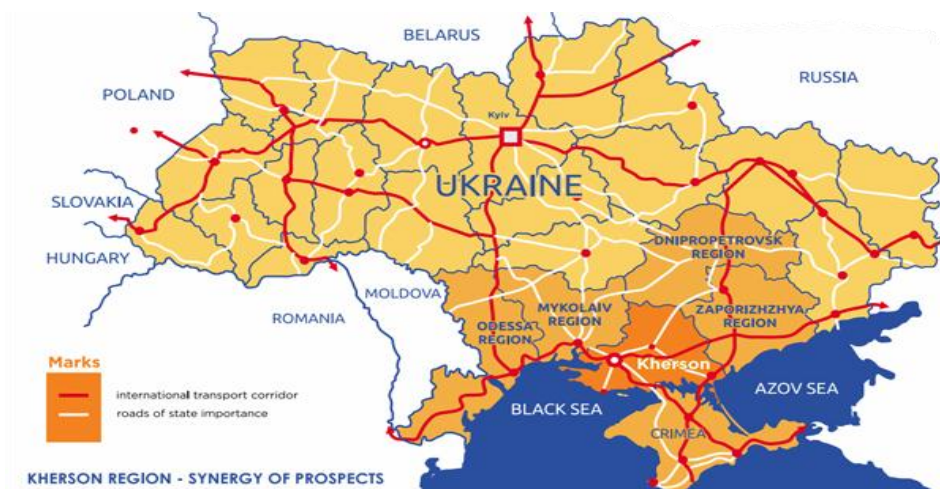 BELARUS
RUSSIA
POLAND
Kyiv
UKRAINE
SLOVAKIA
HUNGARY
DNIPROPETROVSK
REGION
MOLDOVA
MYKOLAIV
REGION
ZAPORIZHZHYA
REGION
ROMANIA
ODESSA
REGION
Kherson
Marks
international transport corridor
roads of state importance
BLACK SEA
AZOV SEA
CRIMEA
KHERSON REGION - SYNERGY OF PROSPECTS